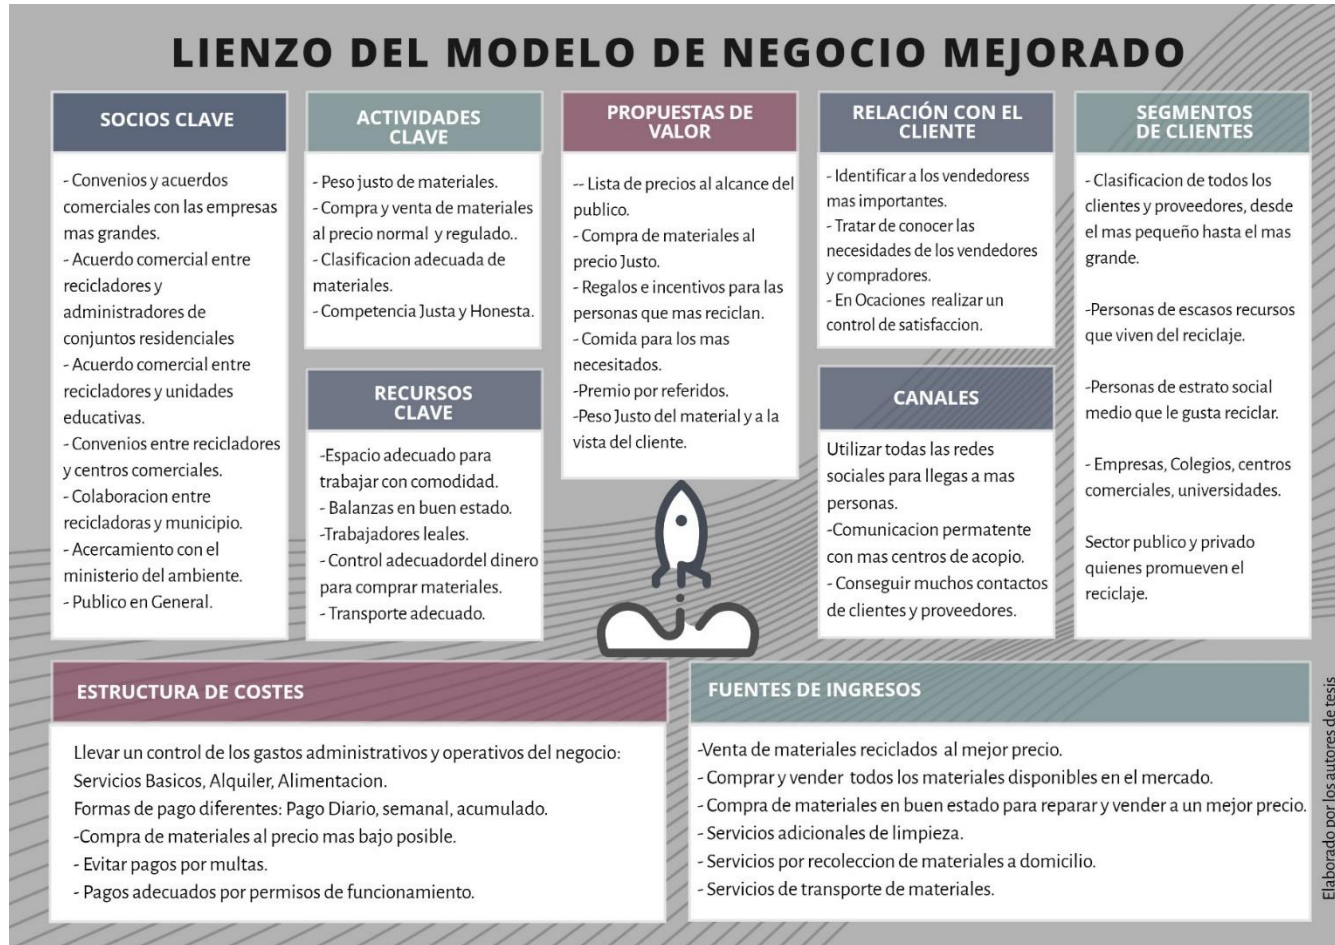 LIENZO DEL MODELO DE NEGOCIO MEJORADO
SOCIOS CLAVE
- Convenios y acuerdos
comerciales con las empresas
mas grandes.
- Acuerdo comercial entre
recicladores y
administradores de
conjuntos residenciales
- Acuerdo comercial entre
recicladores y unidades
educativas.
- Convenios entre recicladores
y centros comerciales.
- Colaboracion entre
recicladoras y municipio.
- Acercamiento con el
ministerio del ambiente.
- Publico en General.
ACTIVIDADES
CLAVE
- Peso justo de materiales.
- Compra y venta de materiales
al precio normal y regulado..
- Clasificacion adecuada de
materiales.
- Competencia Justa y Honesta.
RECURSOS
CLAVE
-Espacio adecuado para
trabajar con comodidad.
- Balanzas en buen estado.
-Trabajadores leales.
- Control adecuadordel dinero
para comprar materiales.
- Transporte adecuado.
PROPUESTAS DE
VALOR
-- Lista de precios al alcance del
publico.
- Compra de materiales al
precio Justo.
- Regalos e incentivos para las
personas que mas reciclan.
- Comida para los mas
necesitados.
-Premio por referidos.
-Peso Justo del material y a la
vista del cliente.
RELACIÓN CON EL
CLIENTE
- Identificar a los vendedoress
mas importantes.
- Tratar de conocer las
necesidades de los vendedores
y compradores.
- En Ocaciones realizar un
control de satisfaccion.
CANALES
Utilizar todas las redes
sociales para llegas a mas
personas.
-Comunicacion permatente
con mas centros de acopio.
- Conseguir muchos contactos
de clientes y proveedores.
SEGMENTOS
DE CLIENTES
- Clasificacion de todos los
clientes y proveedores, desde
el mas pequeño hasta el mas
grande.
-Personas de escasos recursos
que viven del reciclaje.
-Personas de estrato social
medio que le gusta reciclar.
- Empresas, Colegios, centros
comerciales, universidades.
Sector publico y privado
quienes promueven el
reciclaje.
ESTRUCTURA DE COSTES
Llevar un control de los gastos administrativos y operativos del negocio:
Servicios Basicos, Alquiler, Alimentacion.
Formas de pago diferentes: Pago Diario, semanal, acumulado.
-Compra de materiales al precio mas bajo posible.
- Evitar pagos por multas.
- Pagos adecuados por permisos de funcionamiento.
FUENTES DE INGRESOS
-Venta de materiales reciclados al mejor precio.
- Comprar y vender todos los materiales disponibles en el mercado.
- Compra de materiales en buen estado para reparar y vender a un mejor precio.
- Servicios adicionales de limpieza.
- Servicios por recoleccion de materiales a domicilio.
- Servicios de transporte de materiales.
Elaborado por los autores de tesis